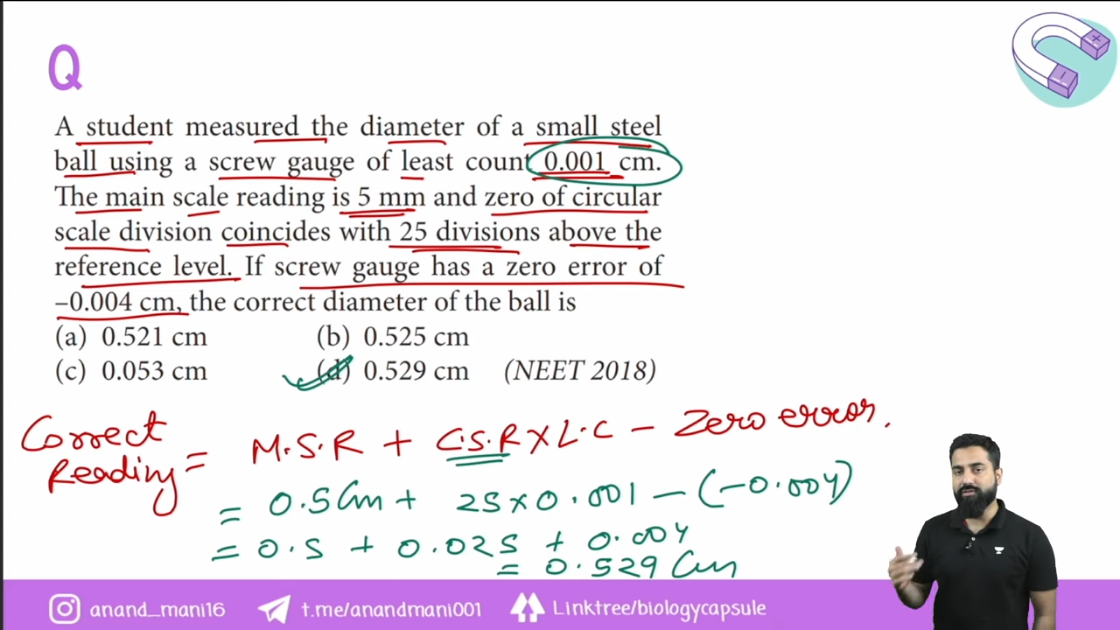 Q
A student measured the diameter of a small steel
ball using a screw gauge of least count 0.001 cm.
The main scale reading is 5 mm and zero of circular
scale division coincides with 25 divisions above the
reference level. If screw gauge has a zero error of
–0.004 cm, the correct diameter of the ball is
(a) 0.521 cm (b) 0.525 cm
(c) 0.053 cm (d) 0.529 cm (NEET 2018)
Correct Reading = M.S.R + C.S.R × L.C – Zero error.
= 0.5 Cm + 25 × 0.001 – (–0.004)
= 0.5 + 0.025 + 0.004
= 0.529 Cm
anand_mani16 t.me/anandmani001 Linktree/biologycapsule